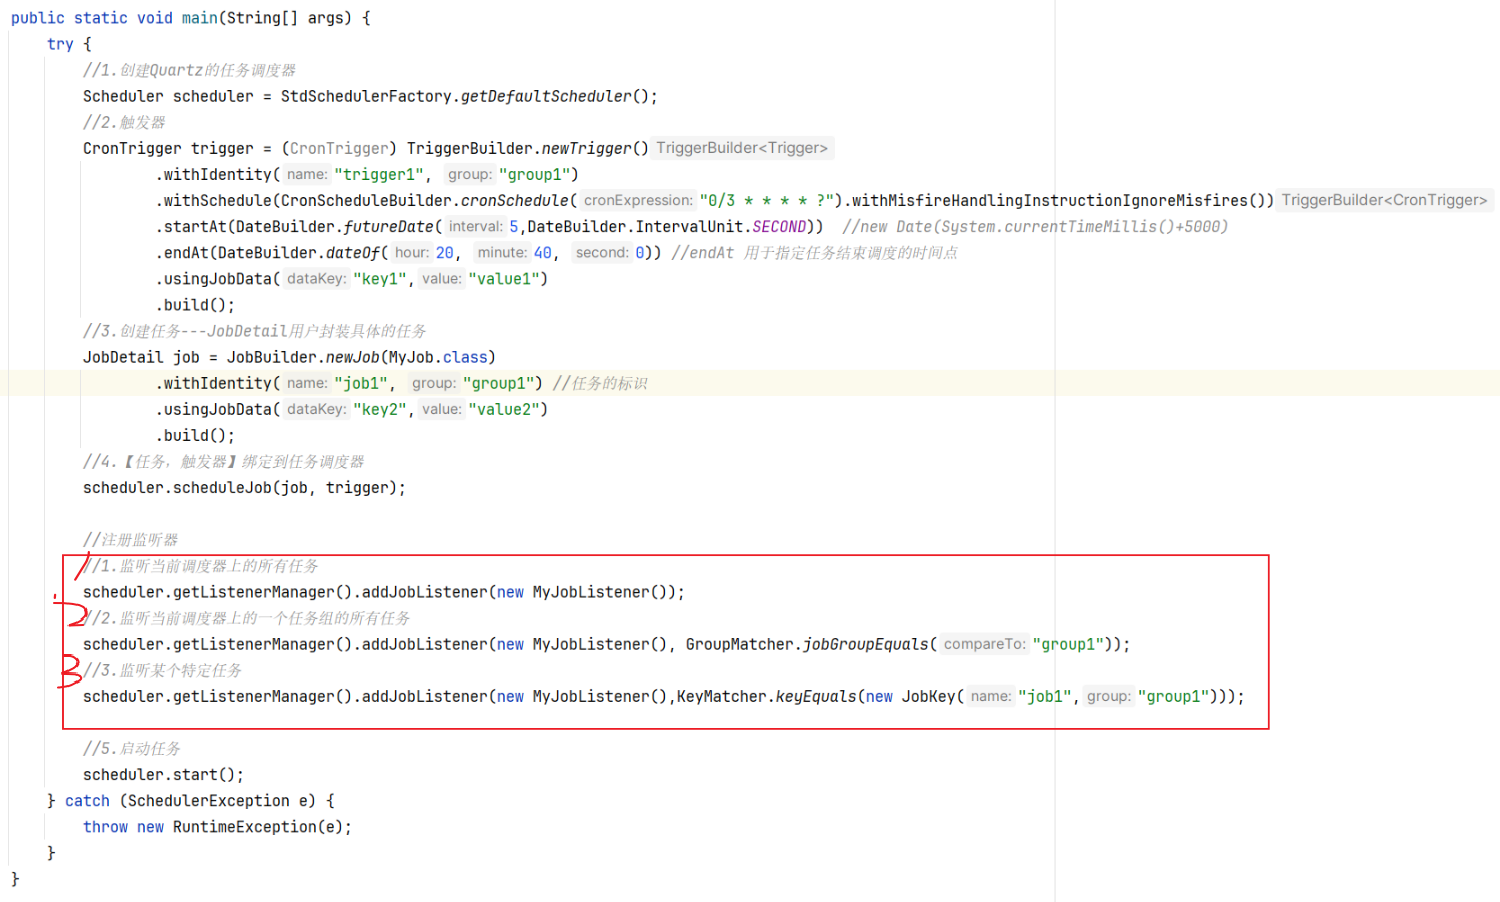 public static void main(String[] args) {
try {
//1.创建Quartz的任务调度器
Scheduler scheduler = StdSchedulerFactory.getDefaultScheduler();
//2.触发器
CronTrigger trigger = (CronTrigger) TriggerBuilder.newTrigger() TriggerBuilder<Trigger>
.withIdentity( name: "trigger1", group: "group1")
.withSchedule(CronScheduleBuilder.cronSchedule( cronExpression: "0/3 * * * * ?").withMisfireHandlingInstructionIgnoreMisfires()) TriggerBuilder<CronTrigger>
.startAt(DateBuilder.futureDate( interval: 5,DateBuilder.IntervalUnit.SECOND)) //new Date(System.currentTimeMillis()+5000)
.endAt(DateBuilder.dateOf( hour: 20, minute: 40, second: 0)) //endAt 用于指定任务结束调度的时间点
.usingJobData( dataKey: "key1", value: "value1")
.build();
//3.创建任务---JobDetail用户封装具体的任务
JobDetail job = JobBuilder.newJob(MyJob.class)
.withIdentity( name: "job1", group: "group1") //任务的标识
.usingJobData( dataKey: "key2", value: "value2")
.build();
//4.【任务，触发器】绑定到任务调度器
scheduler.scheduleJob(job, trigger);
//注册监听器
1 //1.监听当前调度器上的所有任务
scheduler.getListenerManager().addJobListener(new MyJobListener());
2 //2.监听当前调度器上的一个任务组的所有任务
scheduler.getListenerManager().addJobListener(new MyJobListener(), GroupMatcher.jobGroupEquals( compareTo: "group1"));
3 //3.监听某个特定任务
scheduler.getListenerManager().addJobListener(new MyJobListener(),KeyMatcher.keyEquals(new JobKey( name: "job1", group: "group1")));
//5.启动任务
scheduler.start();
} catch (SchedulerException e) {
throw new RuntimeException(e);
}
}